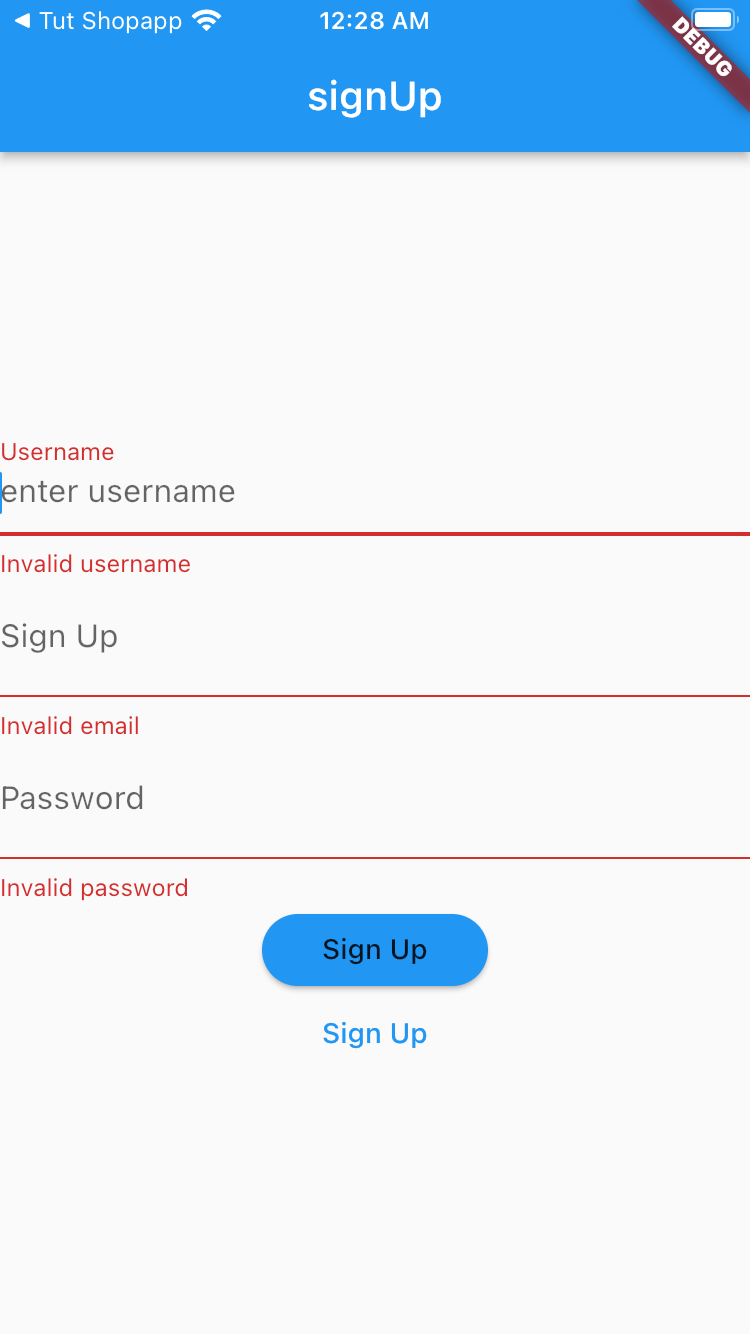 Tut Shopapp 12:28 AM
DEBUG
signUp
Username
enter username
Invalid username
Sign Up
Invalid email
Password
Invalid password
Sign Up
Sign Up